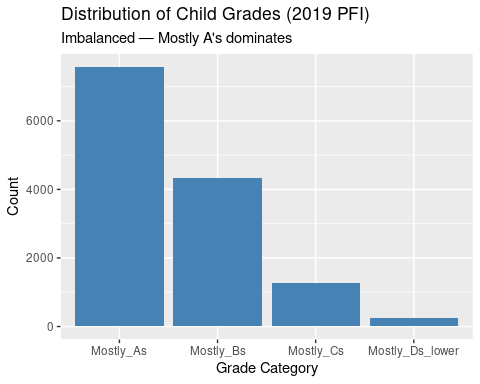 Distribution of Child Grades (2019 PFI)
Imbalanced — Mostly A's dominates
Count
6000
4000
2000
0
Mostly_As Mostly_Bs Mostly_Cs Mostly_Ds_lower
Grade Category